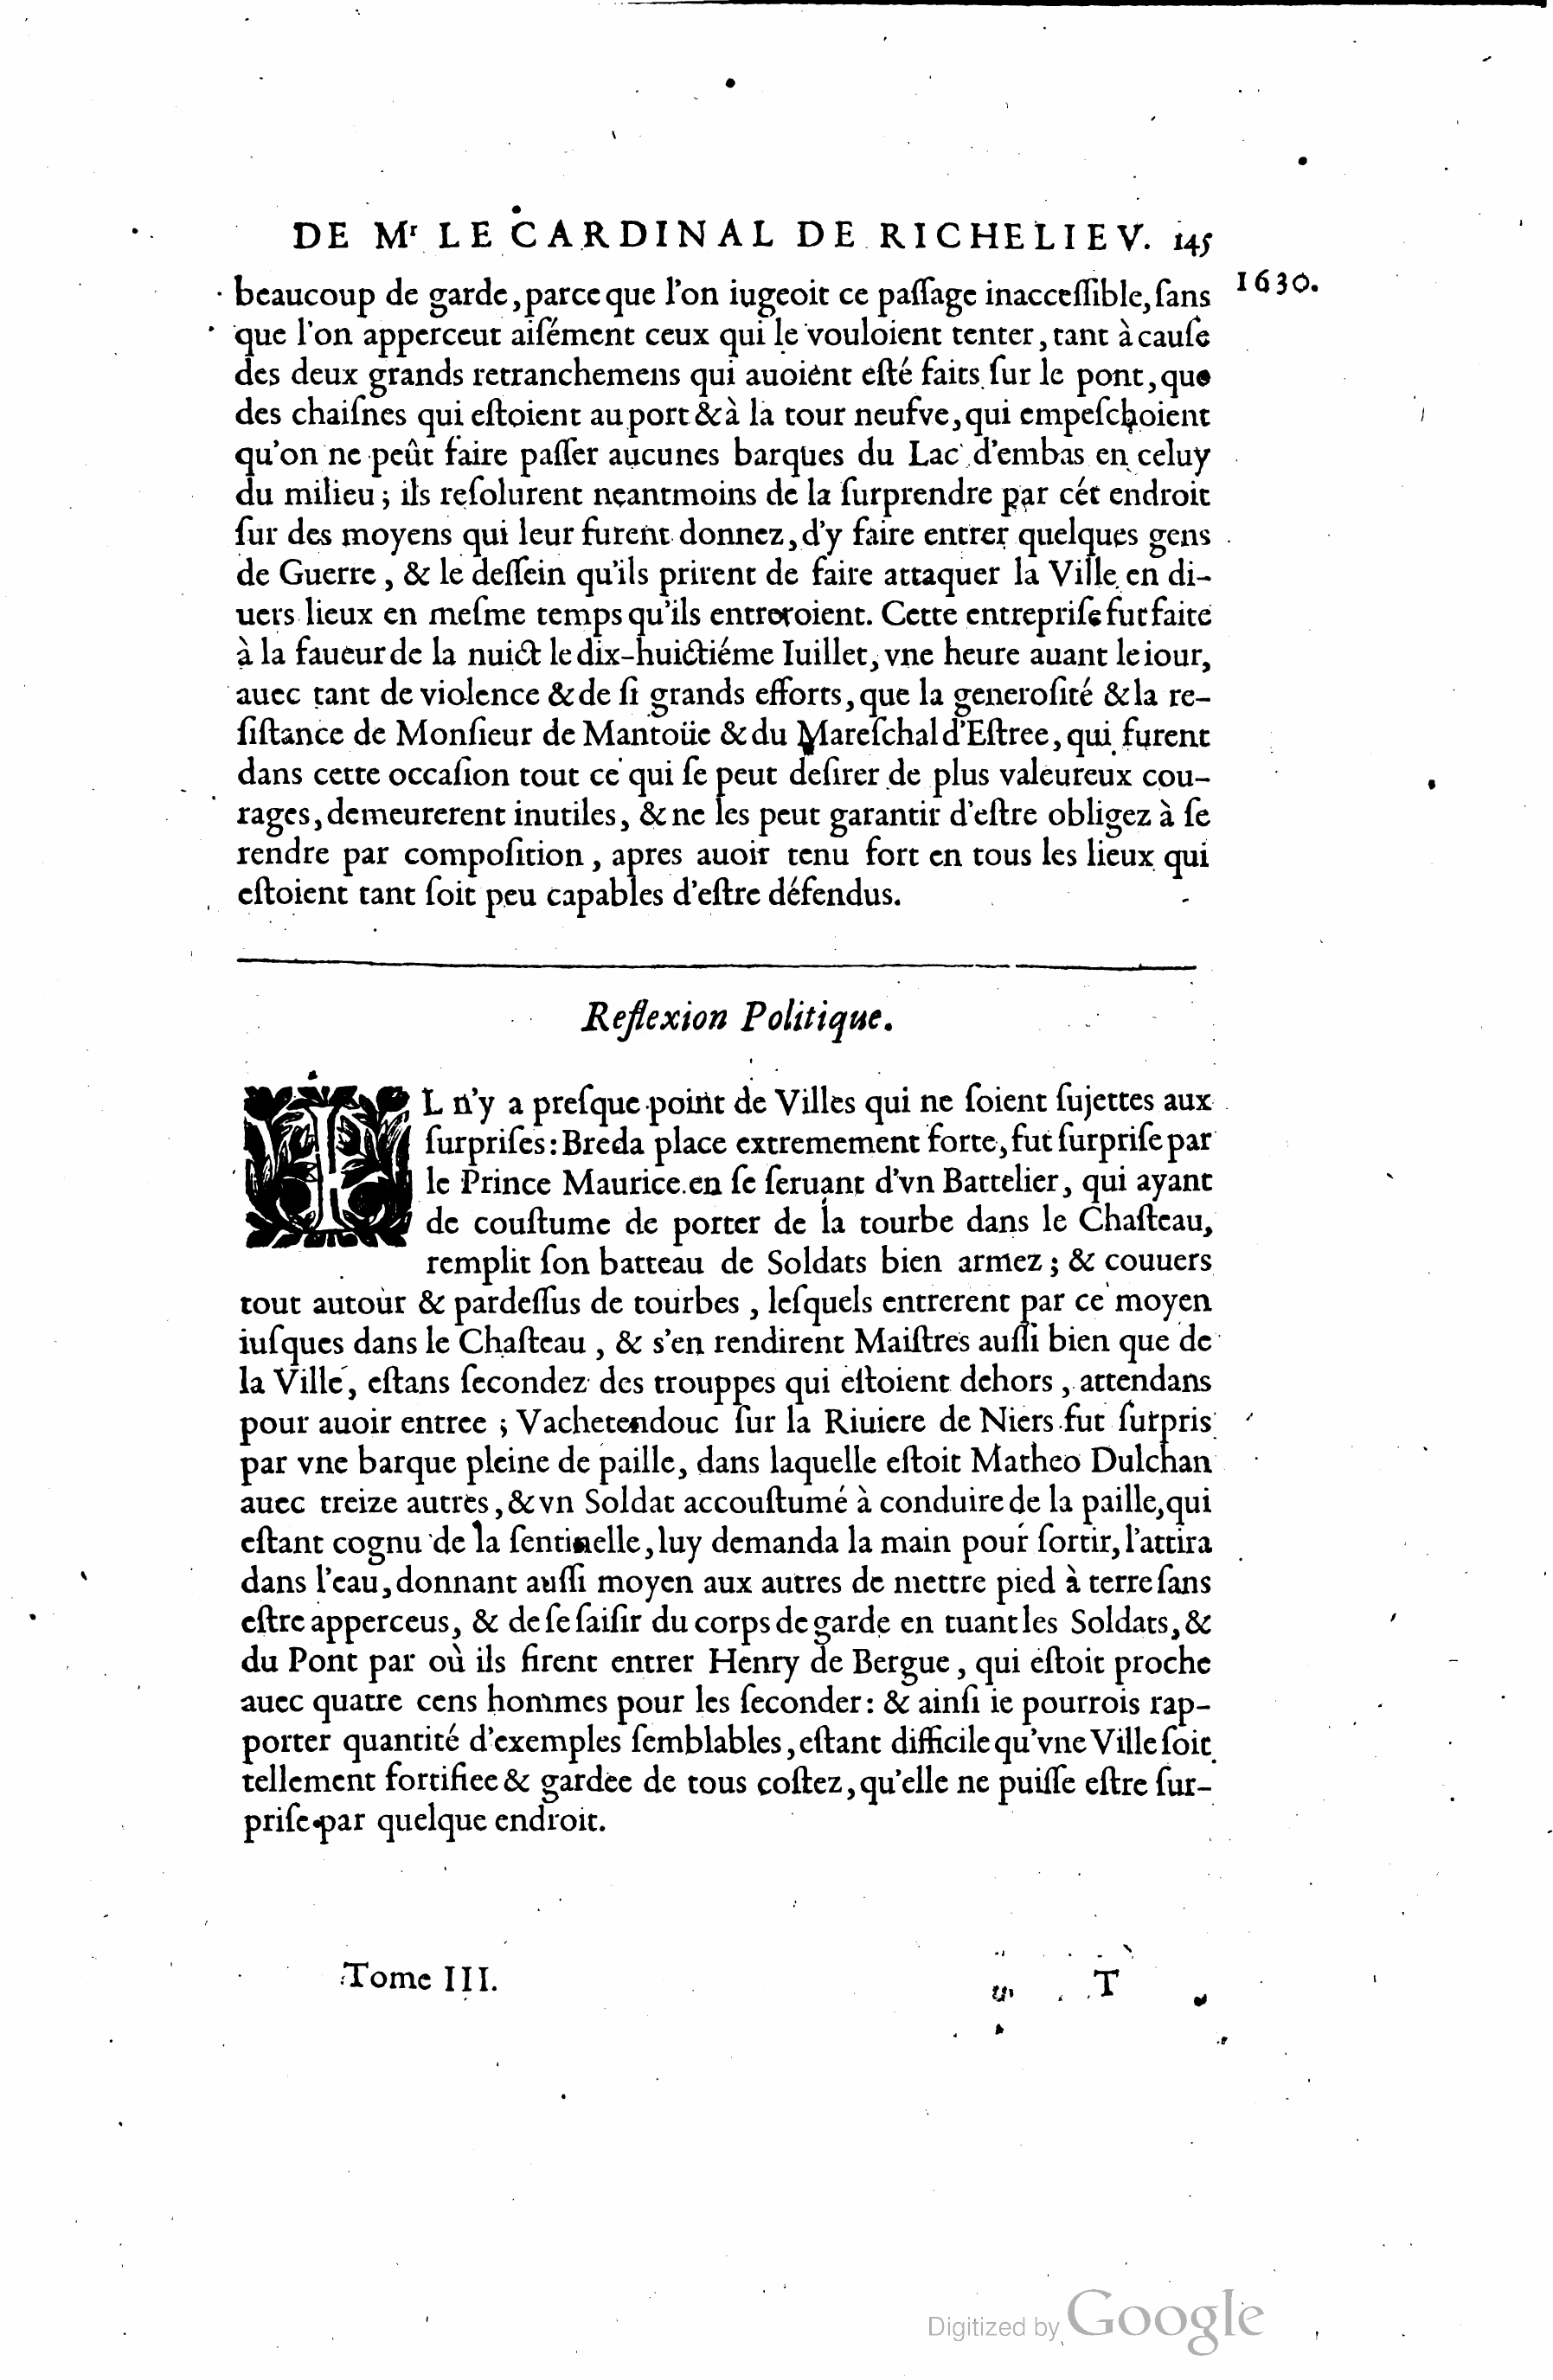 DE Mʳ LE CARDINAL DE RICHELIEV. 145
1630.
beaucoup de garde, parce que l'on iugeoit ce paſſage inacceſſible, ſans
que l'on apperceut aiſément ceux qui le vouloient tenter, tant à cauſe
des deux grands retranchemens qui auoient eſté faits ſur le pont, que
des chaiſnes qui eſtoient au port & à la tour neufve, qui empeſchoient
qu'on ne peût faire paſſer aucunes barques du Lac d'embas en celuy
du milieu; ils reſolurent neantmoins de la ſurprendre par cét endroit
ſur des moyens qui leur furent donnez, d'y faire entrer quelques gens
de Guerre, & le deſſein qu'ils prirent de faire attaquer la Ville en di-
uers lieux en meſme temps qu'ils entreroient. Cette entrepriſe fut faite
à la faueur de la nuict le dix-huictiéme Iuillet, vne heure auant le iour,
auec tant de violence & de ſi grands efforts, que la generoſité & la re-
ſiſtance de Monſieur de Mantoüe & du Mareſchal d'Eſtree, qui furent
dans cette occaſion tout ce qui ſe peut deſirer de plus valeureux cou-
rages, demeurerent inutiles, & ne les peut garantir d'eſtre obligez à ſe
rendre par compoſition, apres auoir tenu fort en tous les lieux qui
eſtoient tant ſoit peu capables d'eſtre défendus.
Reflexion Politique.
IL n'y a preſque point de Villes qui ne ſoient ſujettes aux
ſurpriſes: Breda place extremement forte, fut ſurpriſe par
le Prince Maurice en ſe ſeruant d'vn Battelier, qui ayant
de couſtume de porter de la tourbe dans le Chaſteau,
remplit ſon batteau de Soldats bien armez; & couuers
tout autour & pardeſſus de tourbes, leſquels entrerent par ce moyen
iuſques dans le Chaſteau, & s'en rendirent Maiſtres auſſi bien que de
la Ville, eſtans ſecondez des trouppes qui eſtoient dehors, attendans
pour auoir entree; Vachetendouc ſur la Riuiere de Niers fut ſurpris
par vne barque pleine de paille, dans laquelle eſtoit Matheo Dulchan
auec treize autres, & vn Soldat accouſtumé à conduire de la paille, qui
eſtant cognu de la ſentinelle, luy demanda la main pour ſortir, l'attira
dans l'eau, donnant auſſi moyen aux autres de mettre pied à terre ſans
eſtre apperceus, & de ſe ſaiſir du corps de garde en tuant les Soldats, &
du Pont par où ils firent entrer Henry de Bergue, qui eſtoit proche
auec quatre cens hommes pour les ſeconder: & ainſi ie pourrois rap-
porter quantité d'exemples ſemblables, eſtant difficile qu'vne Ville ſoit
tellement fortifiee & gardee de tous coſtez, qu'elle ne puiſſe eſtre ſur-
priſe par quelque endroit.
Tome III. T
Digitized by Google